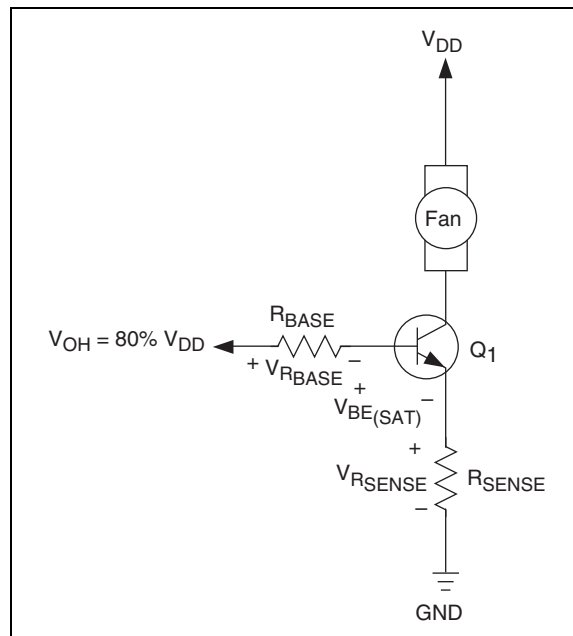 VDD
Fan
RBASE
VOH = 80% VDD
Q1
+ VRBASE –
+ VBE(SAT) –
+
VRSENSE RSENSE
–
GND